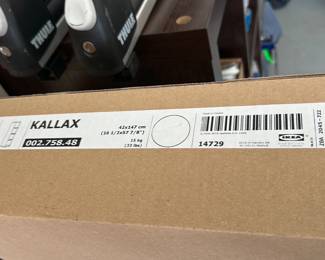 THULE
THULE
KALLAX
002.758.48
42x147 cm
(16 1/2x57 7/8")
15 kg
(33 lbs)
14729
IKEA